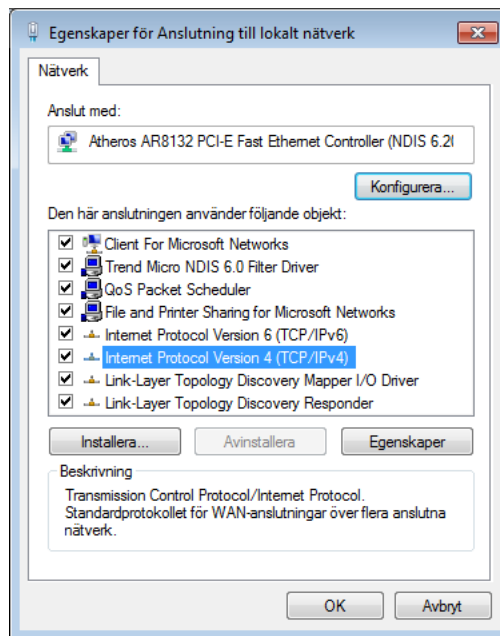 Egenskaper för Anslutning till lokalt nätverk
Nätverk
Anslut med:
Atheros AR8132 PCI-E Fast Ethernet Controller (NDIS 6.2(
Konfigurera...
Den här anslutningen använder följande objekt:
Client For Microsoft Networks
Trend Micro NDIS 6.0 Filter Driver
QoS Packet Scheduler
File and Printer Sharing for Microsoft Networks
Internet Protocol Version 6 (TCP/IPv6)
Internet Protocol Version 4 (TCP/IPv4)
Link-Layer Topology Discovery Mapper I/O Driver
Link-Layer Topology Discovery Responder
Installera... Avinstallera Egenskaper
Beskrivning
Transmission Control Protocol/Internet Protocol.
Standardprotokollet för WAN-anslutningar över flera anslutna
nätverk.
OK Avbryt